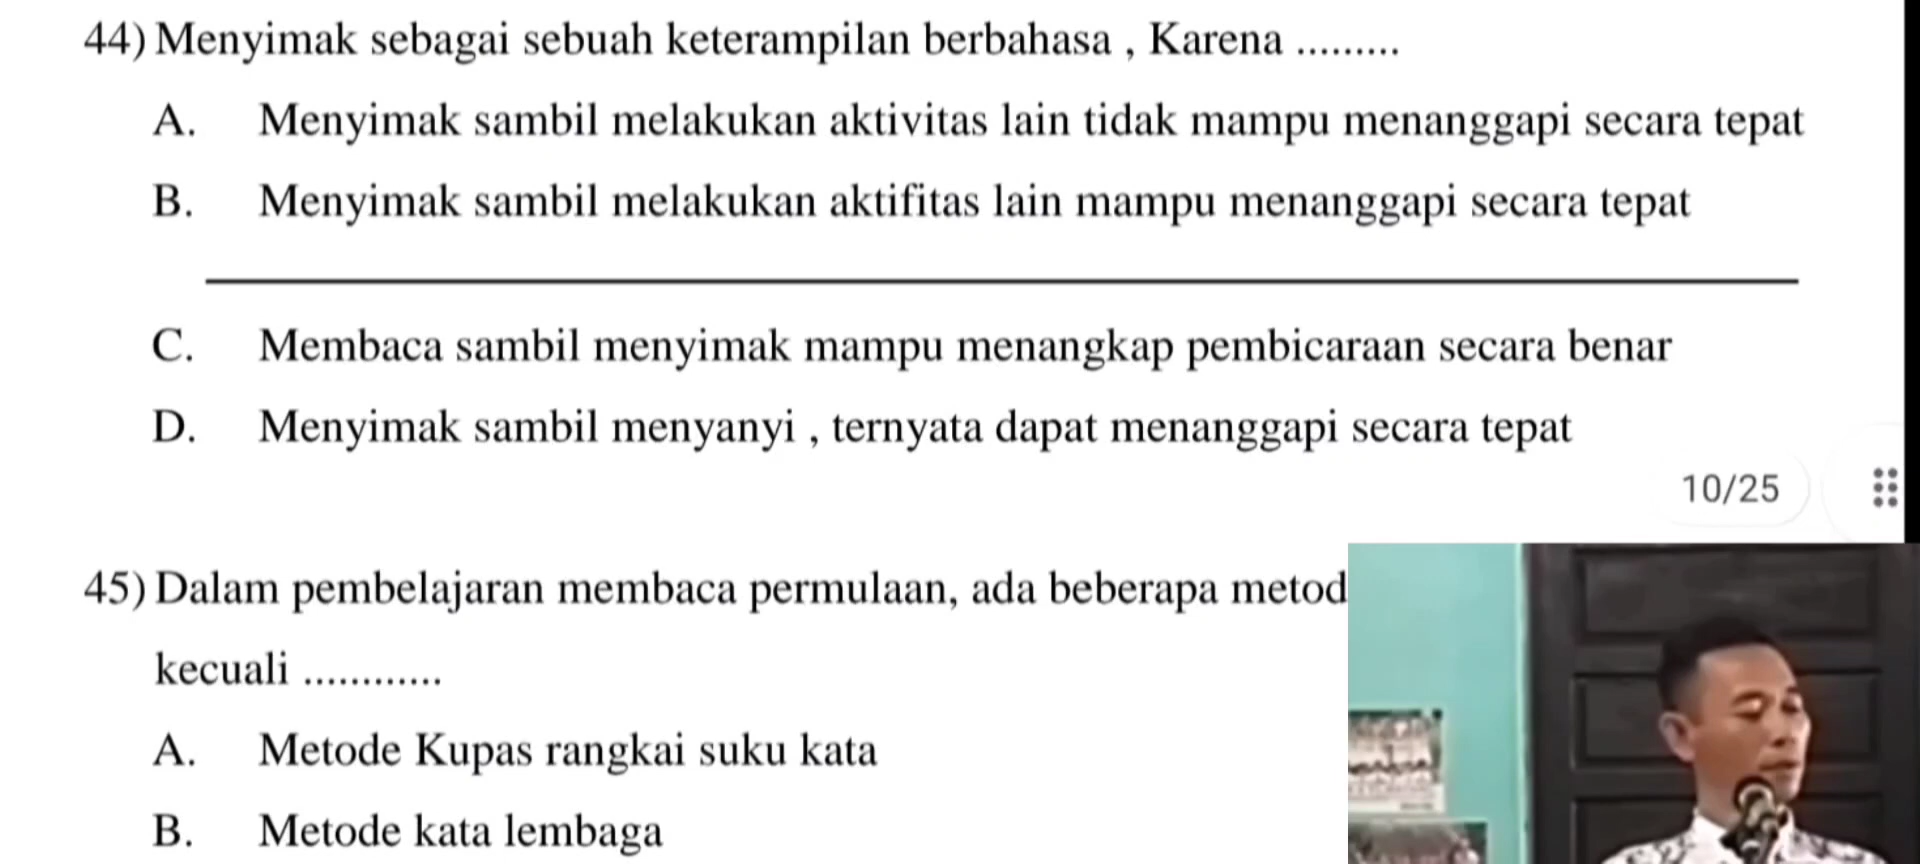 44) Menyimak sebagai sebuah keterampilan berbahasa , Karena .........
A. Menyimak sambil melakukan aktivitas lain tidak mampu menanggapi secara tepat
B. Menyimak sambil melakukan aktifitas lain mampu menanggapi secara tepat
C. Membaca sambil menyimak mampu menangkap pembicaraan secara benar
D. Menyimak sambil menyanyi , ternyata dapat menanggapi secara tepat
10/25
45) Dalam pembelajaran membaca permulaan, ada beberapa metod
kecuali ............
A. Metode Kupas rangkai suku kata
B. Metode kata lembaga